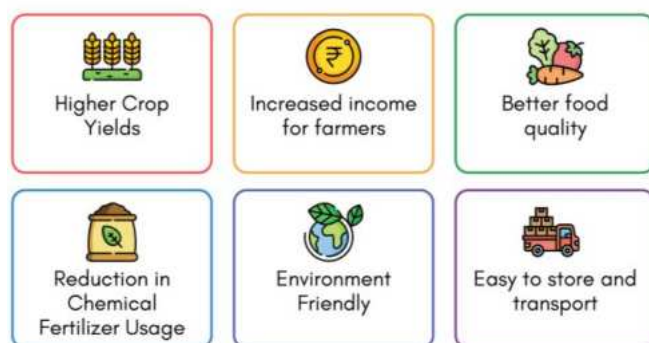 Higher Crop
Yields
Increased income
for farmers
Better food
quality
Reduction in
Chemical
Fertilizer Usage
Environment
Friendly
Easy to store and
transport